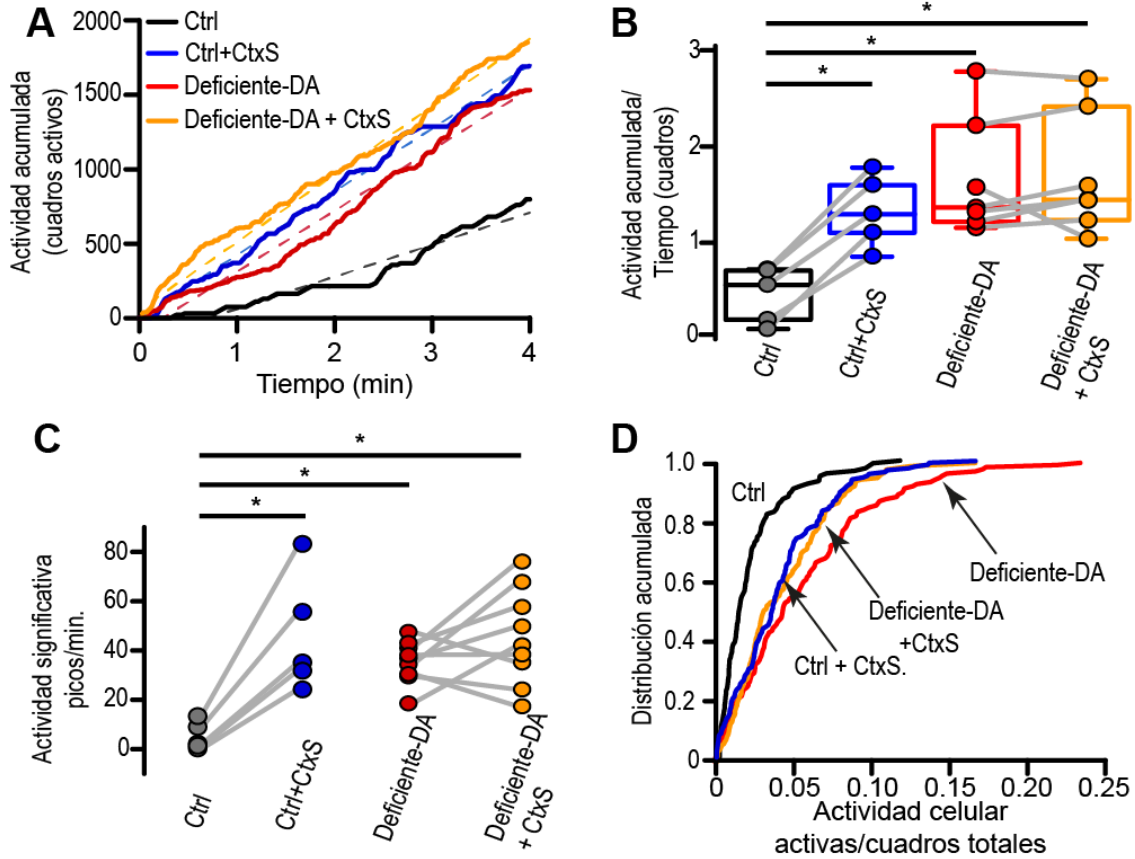 A
Actividad acumulada
(cuadros activos)
2000
1500
1000
500
0
Ctrl
Ctrl+CtxS
Deficiente-DA
Deficiente-DA + CtxS
0
1
2
3
4
Tiempo (min)
B
Actividad acumulada/
Tiempo (cuadros)
3
2
1
0
*
*
*
Ctrl
Ctrl+CtxS
Deficiente-DA
Deficiente-DA
+ CtxS
C
Actividad significativa
picos/min.
80
60
40
20
0
*
*
*
Ctrl
Ctrl+CtxS
Deficiente-DA
Deficiente-DA
+ CtxS
D
Distribución acumulada
1.0
0.8
0.6
0.4
0.2
0
Ctrl
Deficiente-DA
Deficiente-DA
+CtxS
Ctrl + CtxS.
0
0.05
0.10
0.15
0.20
0.25
Actividad celular
activas/cuadros totales